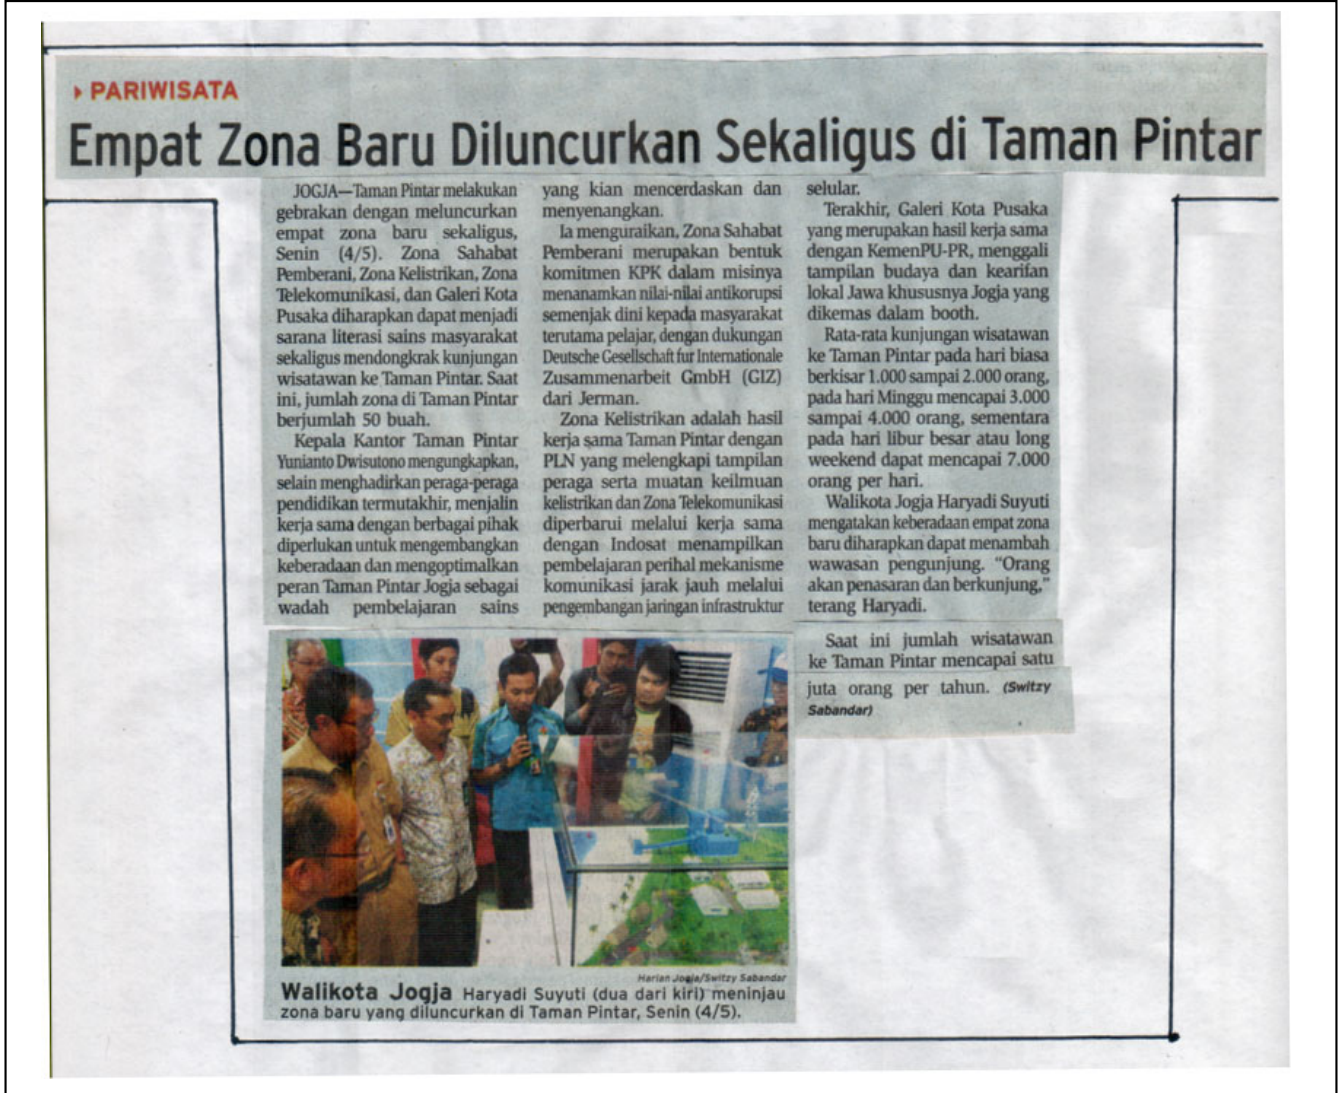 PARIWISATA
Empat Zona Baru Diluncurkan Sekaligus di Taman Pintar
JOGJA—Taman Pintar melakukan
gebrakan dengan meluncurkan
empat zona baru sekaligus,
Senin (4/5). Zona Sahabat
Pemberani, Zona Kelistrikan, Zona
Telekomunikasi, dan Galeri Kota
Pusaka diharapkan dapat menjadi
sarana literasi sains masyarakat
sekaligus mendongkrak kunjungan
wisatawan ke Taman Pintar. Saat
ini, jumlah zona di Taman Pintar
berjumlah 50 buah.
Kepala Kantor Taman Pintar
Yunianto Dwisutono mengungkapkan,
selain menghadirkan peraga-peraga
pendidikan termutakhir, menjalin
kerja sama dengan berbagai pihak
diperlukan untuk mengembangkan
keberadaan dan mengoptimalkan
peran Taman Pintar Jogja sebagai
wadah pembelajaran sains
yang kian mencerdaskan dan
menyenangkan.
Ia menguraikan, Zona Sahabat
Pemberani merupakan bentuk
komitmen KPK dalam misinya
menanamkan nilai-nilai antikorupsi
semenjak dini kepada masyarakat
terutama pelajar, dengan dukungan
Deutsche Gesellschaft fur Internationale
Zusammenarbeit GmbH (GIZ)
dari Jerman.
Zona Kelistrikan adalah hasil
kerja sama Taman Pintar dengan
PLN yang melengkapi tampilan
peraga serta muatan keilmuan
kelistrikan dan Zona Telekomunikasi
diperbarui melalui kerja sama
dengan Indosat menampilkan
pembelajaran perihal mekanisme
komunikasi jarak jauh melalui
pengembangan jaringan infrastruktur
selular.
Terakhir, Galeri Kota Pusaka
yang merupakan hasil kerja sama
dengan KemenPU-PR, menggali
tampilan budaya dan kearifan
lokal Jawa khususnya Jogja yang
dikemas dalam booth.
Rata-rata kunjungan wisatawan
ke Taman Pintar pada hari biasa
berkisar 1.000 sampai 2.000 orang,
pada hari Minggu mencapai 3.000
sampai 4.000 orang, sementara
pada hari libur besar atau long
weekend dapat mencapai 7.000
orang per hari.
Walikota Jogja Haryadi Suyuti
mengatakan keberadaan empat zona
baru diharapkan dapat menambah
wawasan pengunjung. “Orang
akan penasaran dan berkunjung,”
terang Haryadi.
Saat ini jumlah wisatawan
ke Taman Pintar mencapai satu
juta orang per tahun. (Switzy
Sabandar)
Harian Jogja/Switzy Sabandar
Walikota Jogja Haryadi Suyuti (dua dari kiri) meninjau
zona baru yang diluncurkan di Taman Pintar, Senin (4/5).